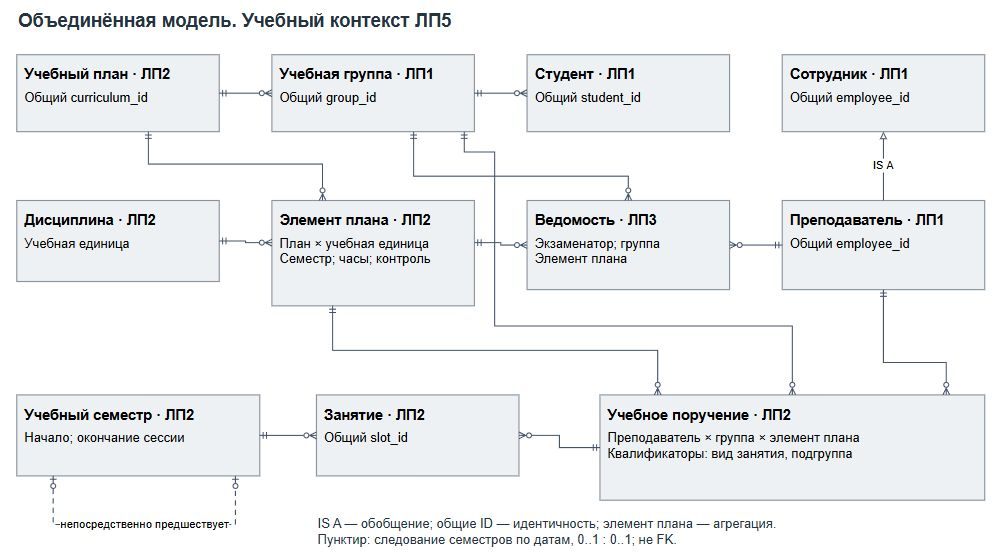 Объединённая модель. Учебный контекст ЛП5
Учебный план · ЛП2
Общий curriculum_id
Учебная группа · ЛП1
Общий group_id
Студент · ЛП1
Общий student_id
Сотрудник · ЛП1
Общий employee_id
IS A
Дисциплина · ЛП2
Учебная единица
Элемент плана · ЛП2
План × учебная единица
Семестр; часы; контроль
Ведомость · ЛП3
Экзаменатор; группа
Элемент плана
Преподаватель · ЛП1
Общий employee_id
Учебный семестр · ЛП2
Начало; окончание сессии
Занятие · ЛП2
Общий slot_id
Учебное поручение · ЛП2
Преподаватель × группа × элемент плана
Квалификаторы: вид занятия, подгруппа
непосредственно предшествует
IS A — обобщение; общие ID — идентичность; элемент плана — агрегация.
Пунктир: следование семестров по датам, 0..1 : 0..1; не FK.